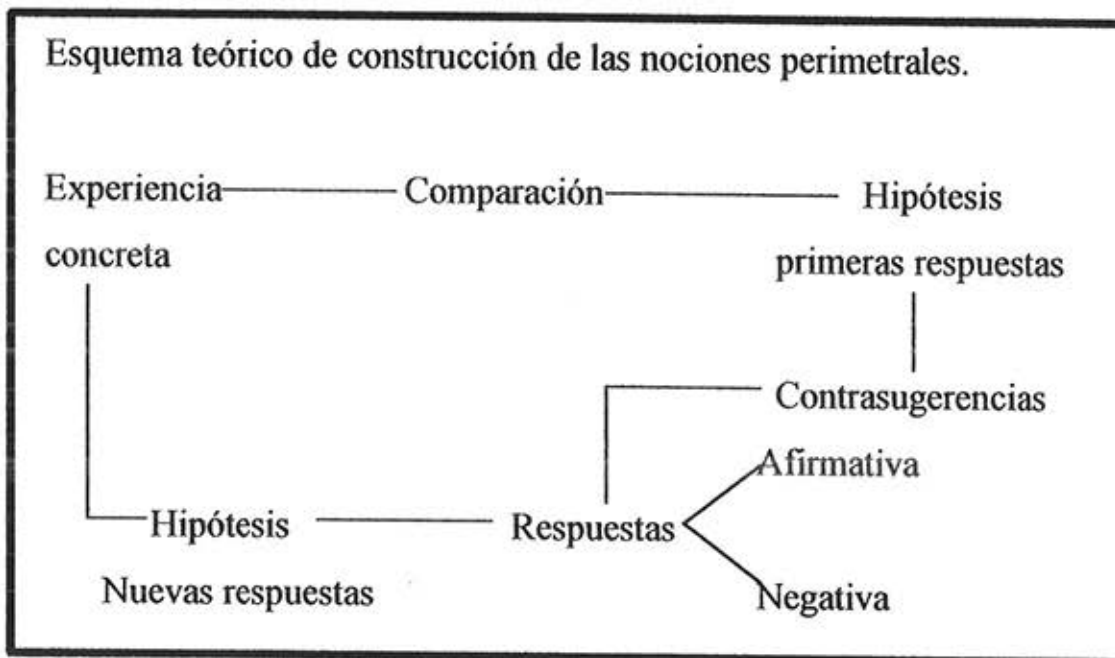 Esquema teórico de construcción de las nociones perimetrales.
Experiencia Comparación Hipótesis
concreta primeras respuestas
Contrasugerencias
Afirmativa
Hipótesis Respuestas
Nuevas respuestas Negativa